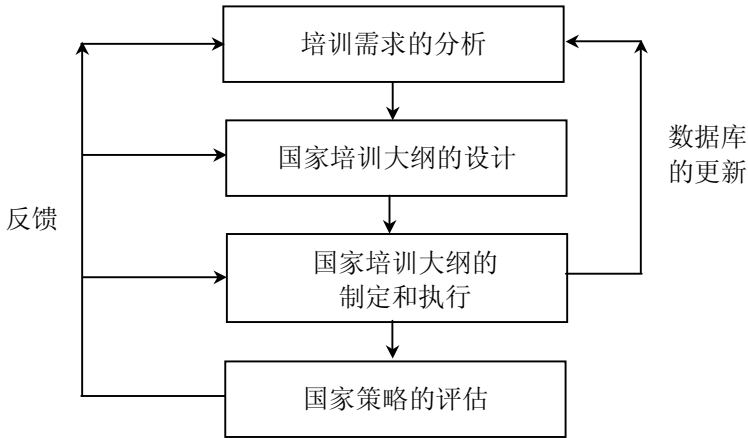 培训需求的分析
国家培训大纲的设计
数据库
的更新
反馈
国家培训大纲的
制定和执行
国家策略的评估